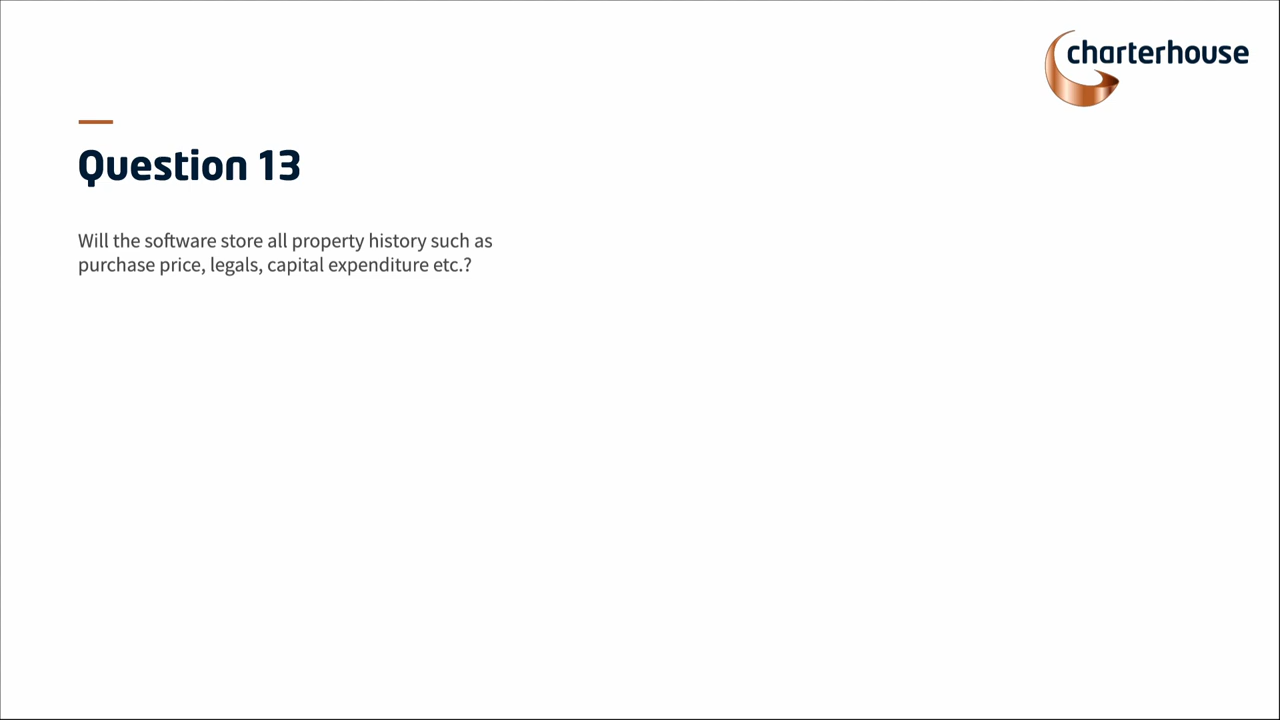 charterhouse
Question 13
Will the software store all property history such as
purchase price, legals, capital expenditure etc.?